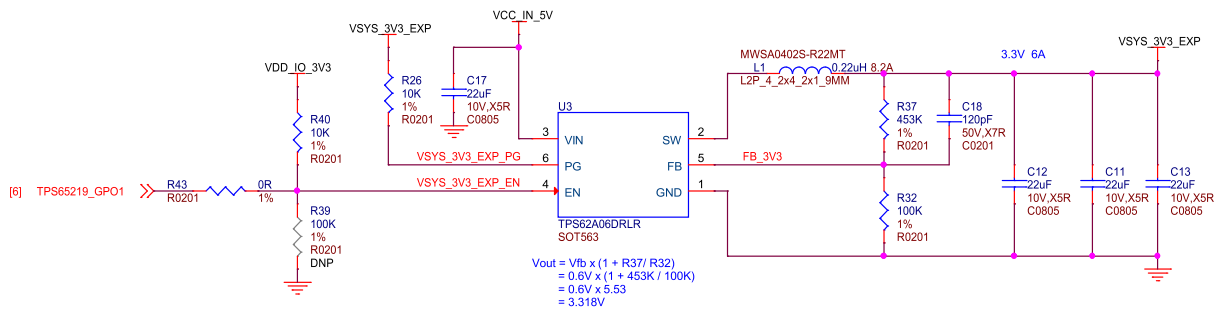 VCC_IN_5V
VSYS_3V3_EXP
VSYS_3V3_EXP
VDD_IO_3V3
MWSA0402S-R22MT
3.3V 6A
L1 0.22uH 8.2A
L2P_4_2x4_2x1_9MM
R26
10K
1%
R0201
C17
22uF
10V,X5R
C0805
R40
10K
1%
R0201
U3
3 VIN
SW 2
VSYS_3V3_EXP_PG 6 PG
FB 5 FB_3V3
VSYS_3V3_EXP_EN 4 EN
GND 1
TPS62A06DRLR
SOT563
R37
453K
1%
R0201
C18
120pF
50V,X7R
C0201
[6] TPS65219_GPO1
R43 0R
R0201 1%
R39
100K
1%
R0201
DNP
R32
100K
1%
R0201
C12
22uF
10V,X5R
C0805
C11
22uF
10V,X5R
C0805
C13
22uF
10V,X5R
C0805
Vout = Vfb x (1 + R37/ R32)
= 0.6V x (1 + 453K / 100K)
= 0.6V x 5.53
= 3.318V